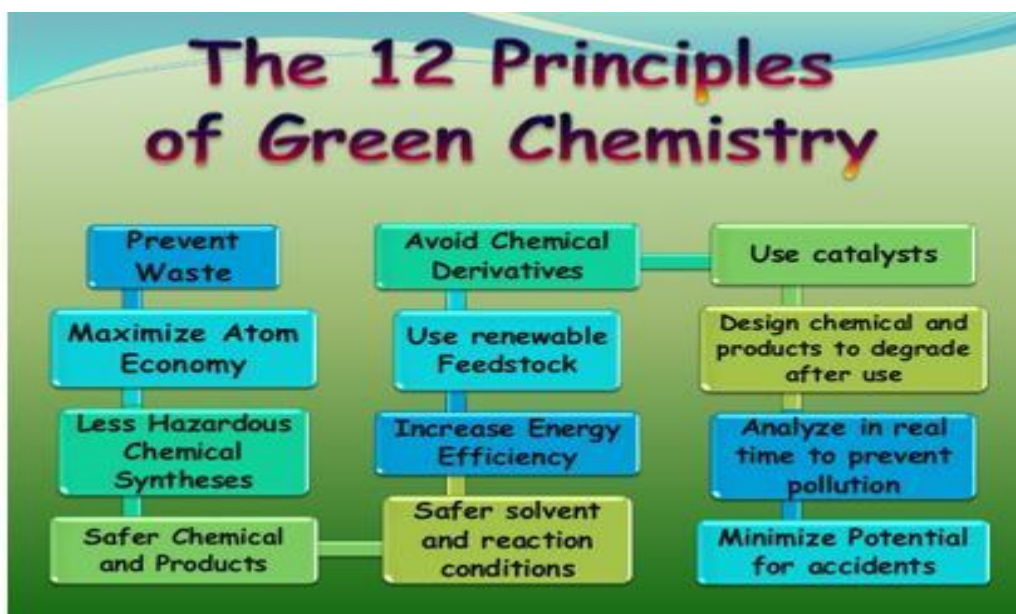 The 12 Principles
of Green Chemistry
Prevent
Waste
Maximize Atom
Economy
Less Hazardous
Chemical
Syntheses
Safer Chemical
and Products
Safer solvent
and reaction
conditions
Increase Energy
Efficiency
Use renewable
Feedstock
Avoid Chemical
Derivatives
Use catalysts
Design chemical and
products to degrade
after use
Analyze in real
time to prevent
pollution
Minimize Potential
for accidents